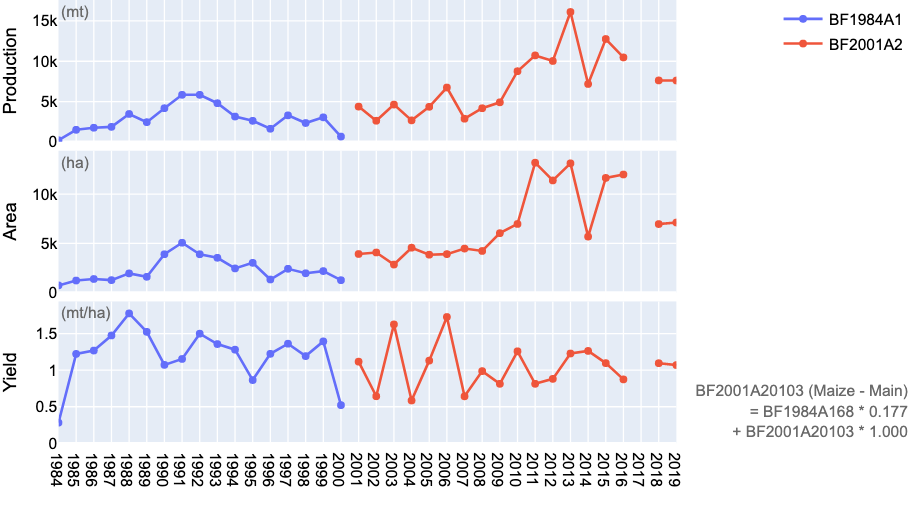 (mt)
15k
10k
5k
0
Production
(ha)
10k
5k
0
Area
(mt/ha)
1.5
1
0.5
0
Yield
1984
1985
1986
1987
1988
1989
1990
1991
1992
1993
1994
1995
1996
1997
1998
1999
2000
2001
2002
2003
2004
2005
2006
2007
2008
2009
2010
2011
2012
2013
2014
2015
2016
2017
2018
2019
BF1984A1
BF2001A2
BF2001A20103 (Maize - Main)
= BF1984A168 * 0.177
+ BF2001A20103 * 1.000